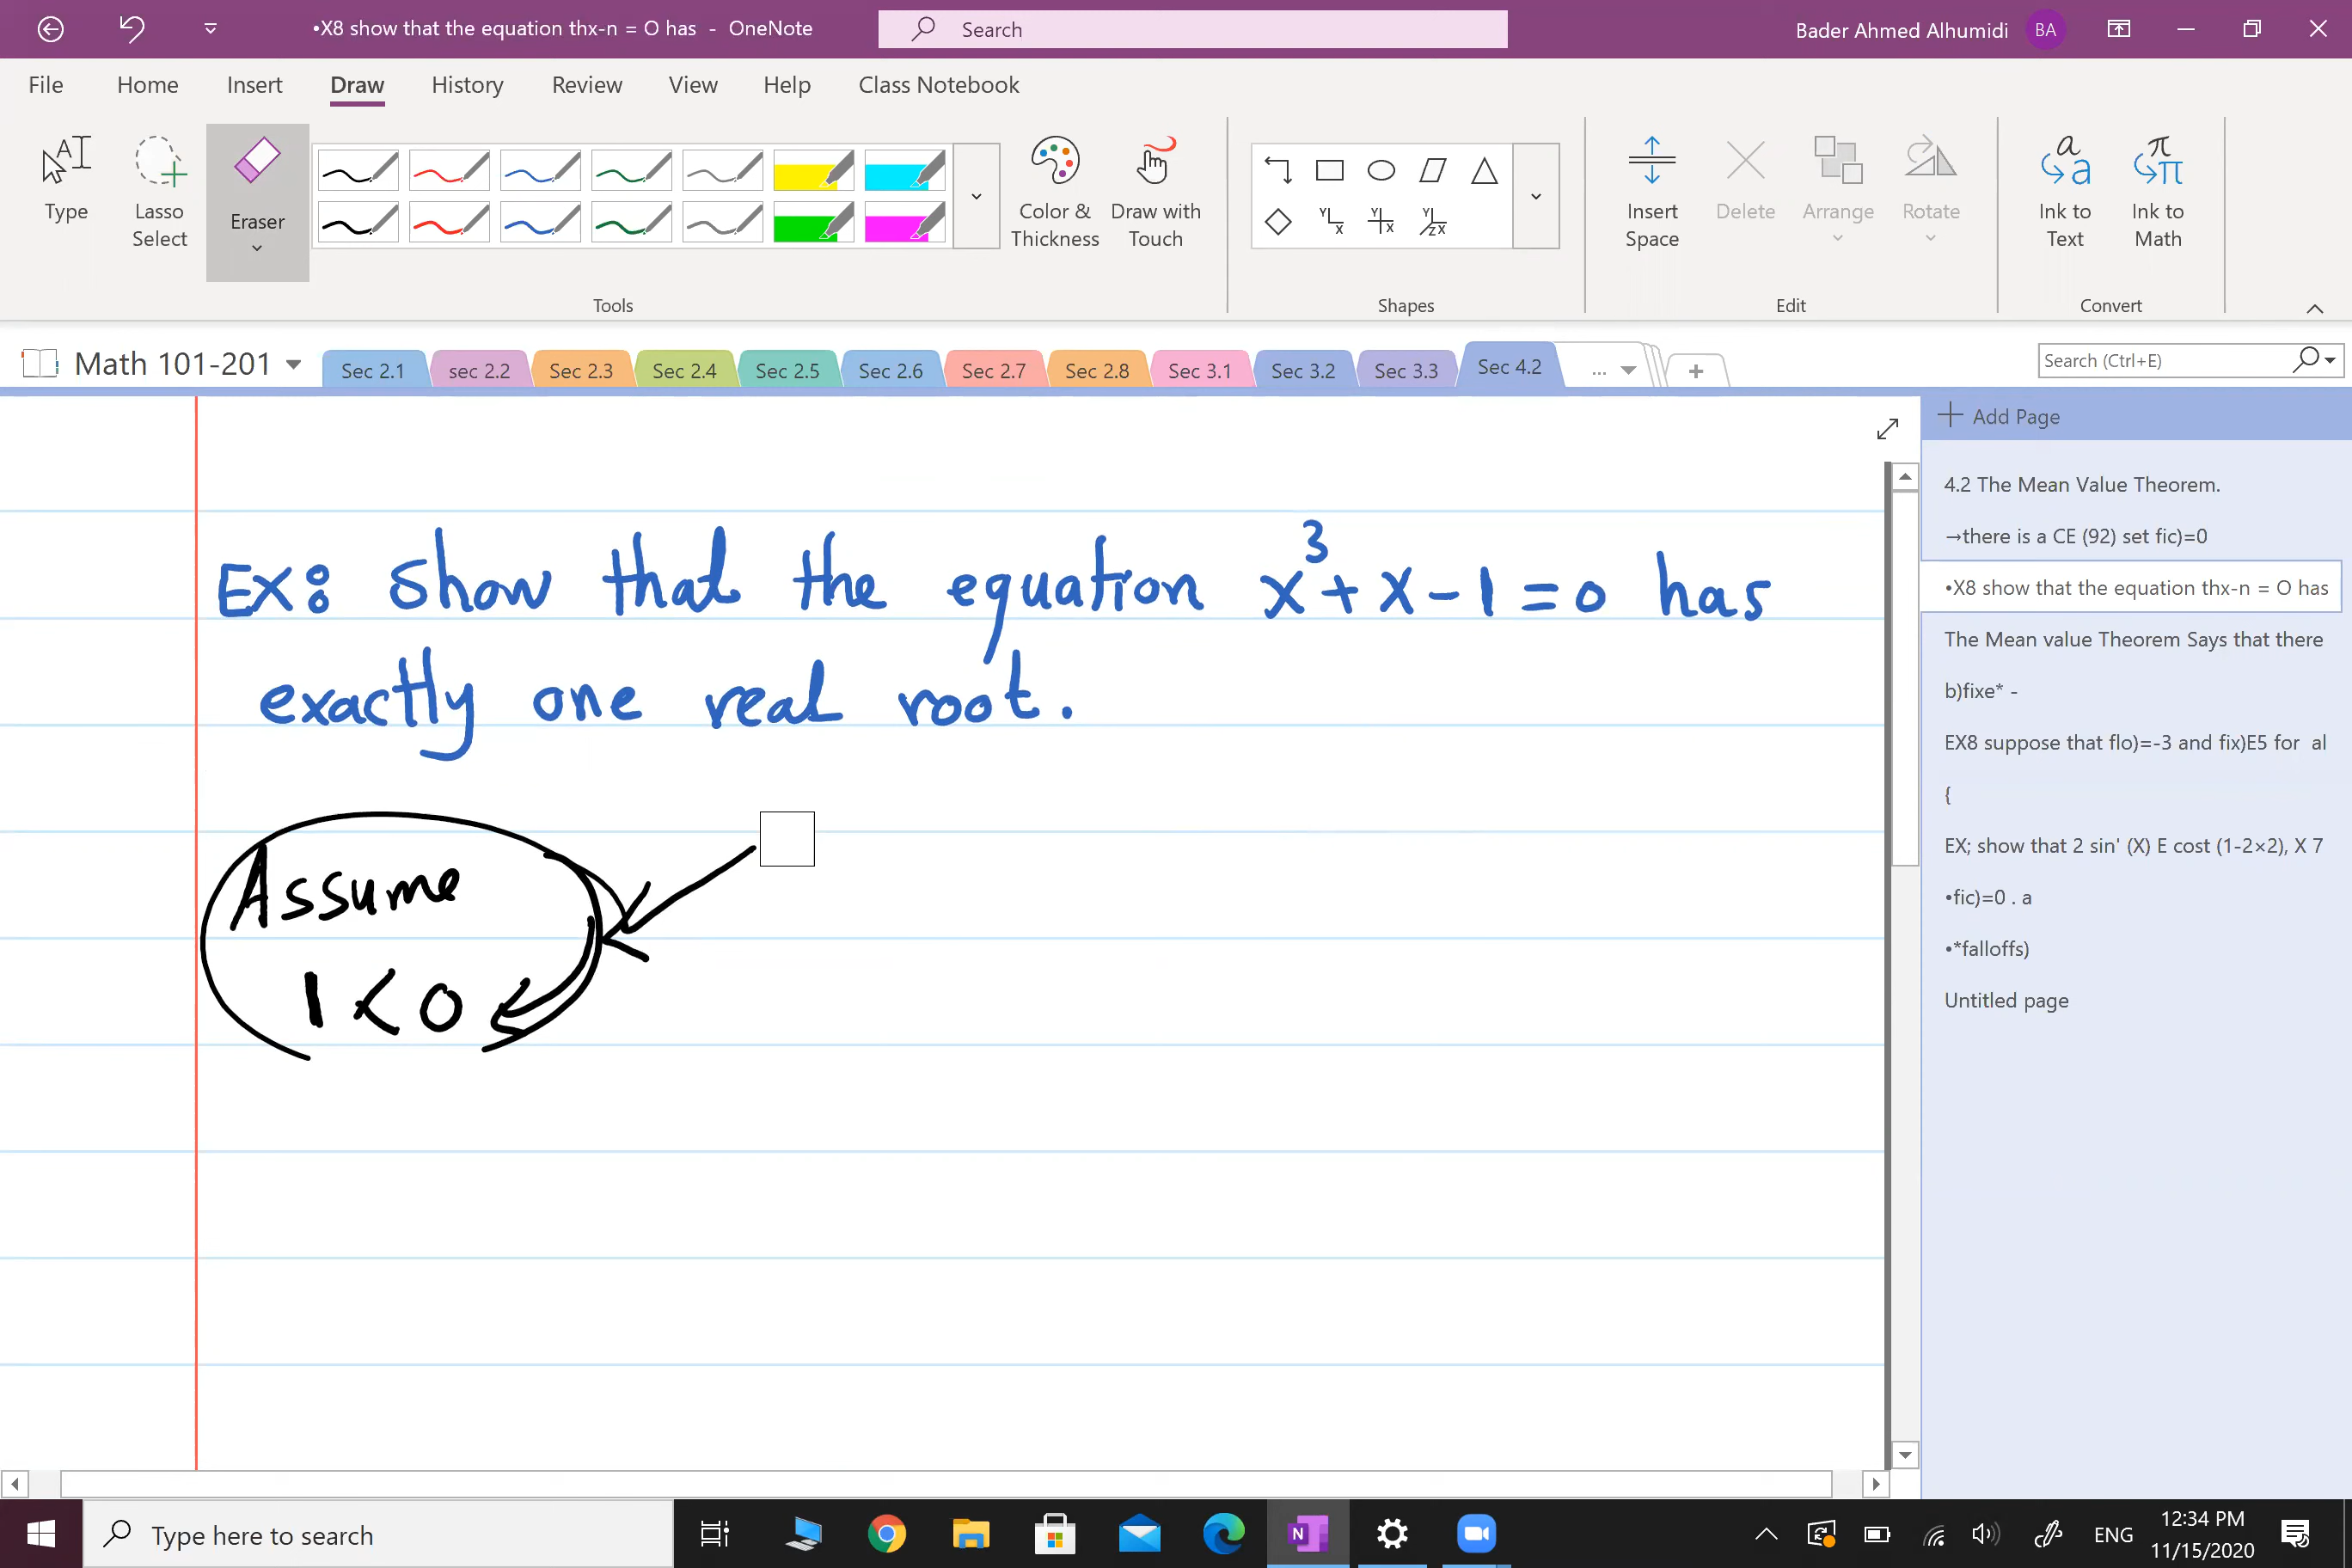 •X8 show that the equation thx-n = O has - OneNote
Search
Bader Ahmed Alhumidi
BA
File Home Insert Draw History Review View Help Class Notebook
Type
Lasso Select
Eraser
Color & Thickness
Draw with Touch
Insert Space
Delete
Arrange
Rotate
Ink to Text
Ink to Math
Tools
Shapes
Edit
Convert
Math 101-201
Sec 2.1
sec 2.2
Sec 2.3
Sec 2.4
Sec 2.5
Sec 2.6
Sec 2.7
Sec 2.8
Sec 3.1
Sec 3.2
Sec 3.3
Sec 4.2
...
Search (Ctrl+E)
EX: show that the equation x³+x-1=0 has
exactly one real root.
Assume
1<0
Add Page
4.2 The Mean Value Theorem.
→there is a CE (92) set fic)=0
•X8 show that the equation thx-n = O has
The Mean value Theorem Says that there
b)fixe* -
EX8 suppose that flo)=-3 and fix)E5 for al
{
EX; show that 2 sin' (X) E cost (1-2×2), X 7
•fic)=0 . a
•*falloffs)
Untitled page
Type here to search
ENG
12:34 PM
11/15/2020